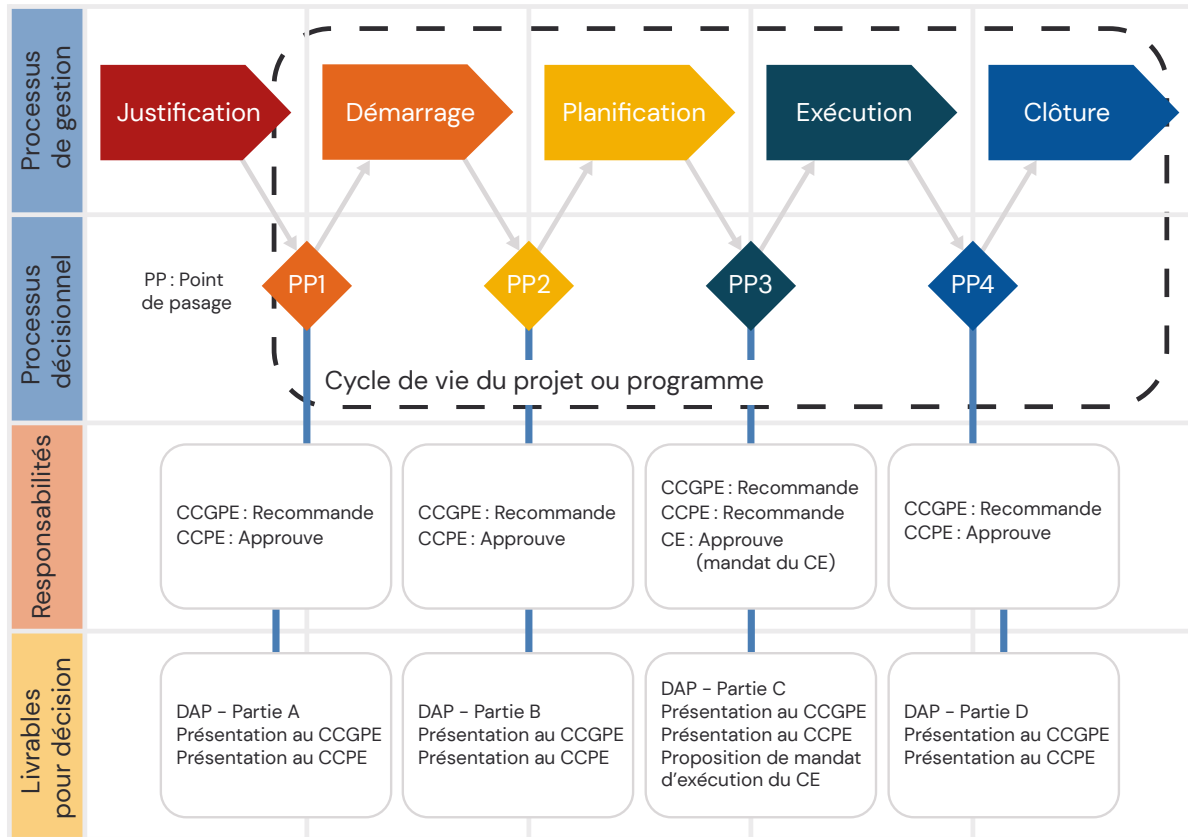 Processus
de gestion
Justification
Démarrage
Planification
Exécution
Clôture
Processus
décisionnel
PP : Point
de pasage
PP1
PP2
PP3
PP4
Cycle de vie du projet ou programme
Responsabilités
CCGPE : Recommande
CCPE : Approuve
CCGPE : Recommande
CCPE : Approuve
CCGPE : Recommande
CCPE : Recommande
CE : Approuve
(mandat du CE)
CCGPE : Recommande
CCPE : Approuve
Livrables
pour décision
DAP – Partie A
Présentation au CCGPE
Présentation au CCPE
DAP – Partie B
Présentation au CCGPE
Présentation au CCPE
DAP – Partie C
Présentation au CCGPE
Présentation au CCPE
Proposition de mandat
d’exécution du CE
DAP – Partie D
Présentation au CCGPE
Présentation au CCPE